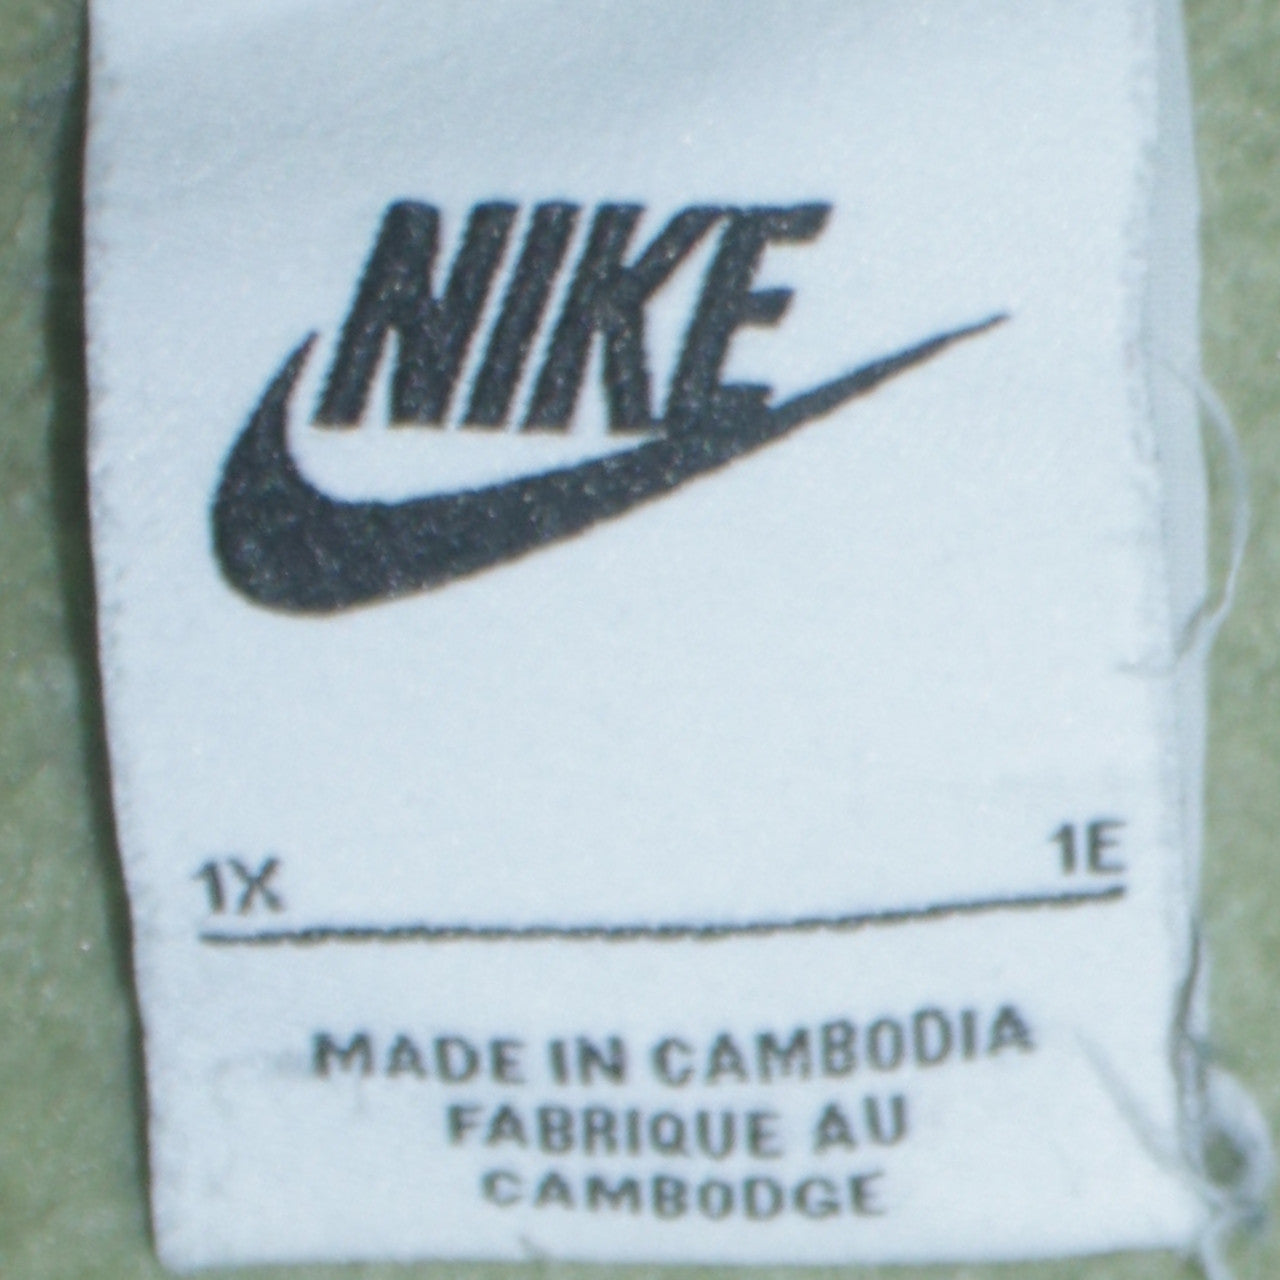 NIKE
1X 1E
MADE IN CAMBODIA
FABRIQUE AU
CAMBODGE